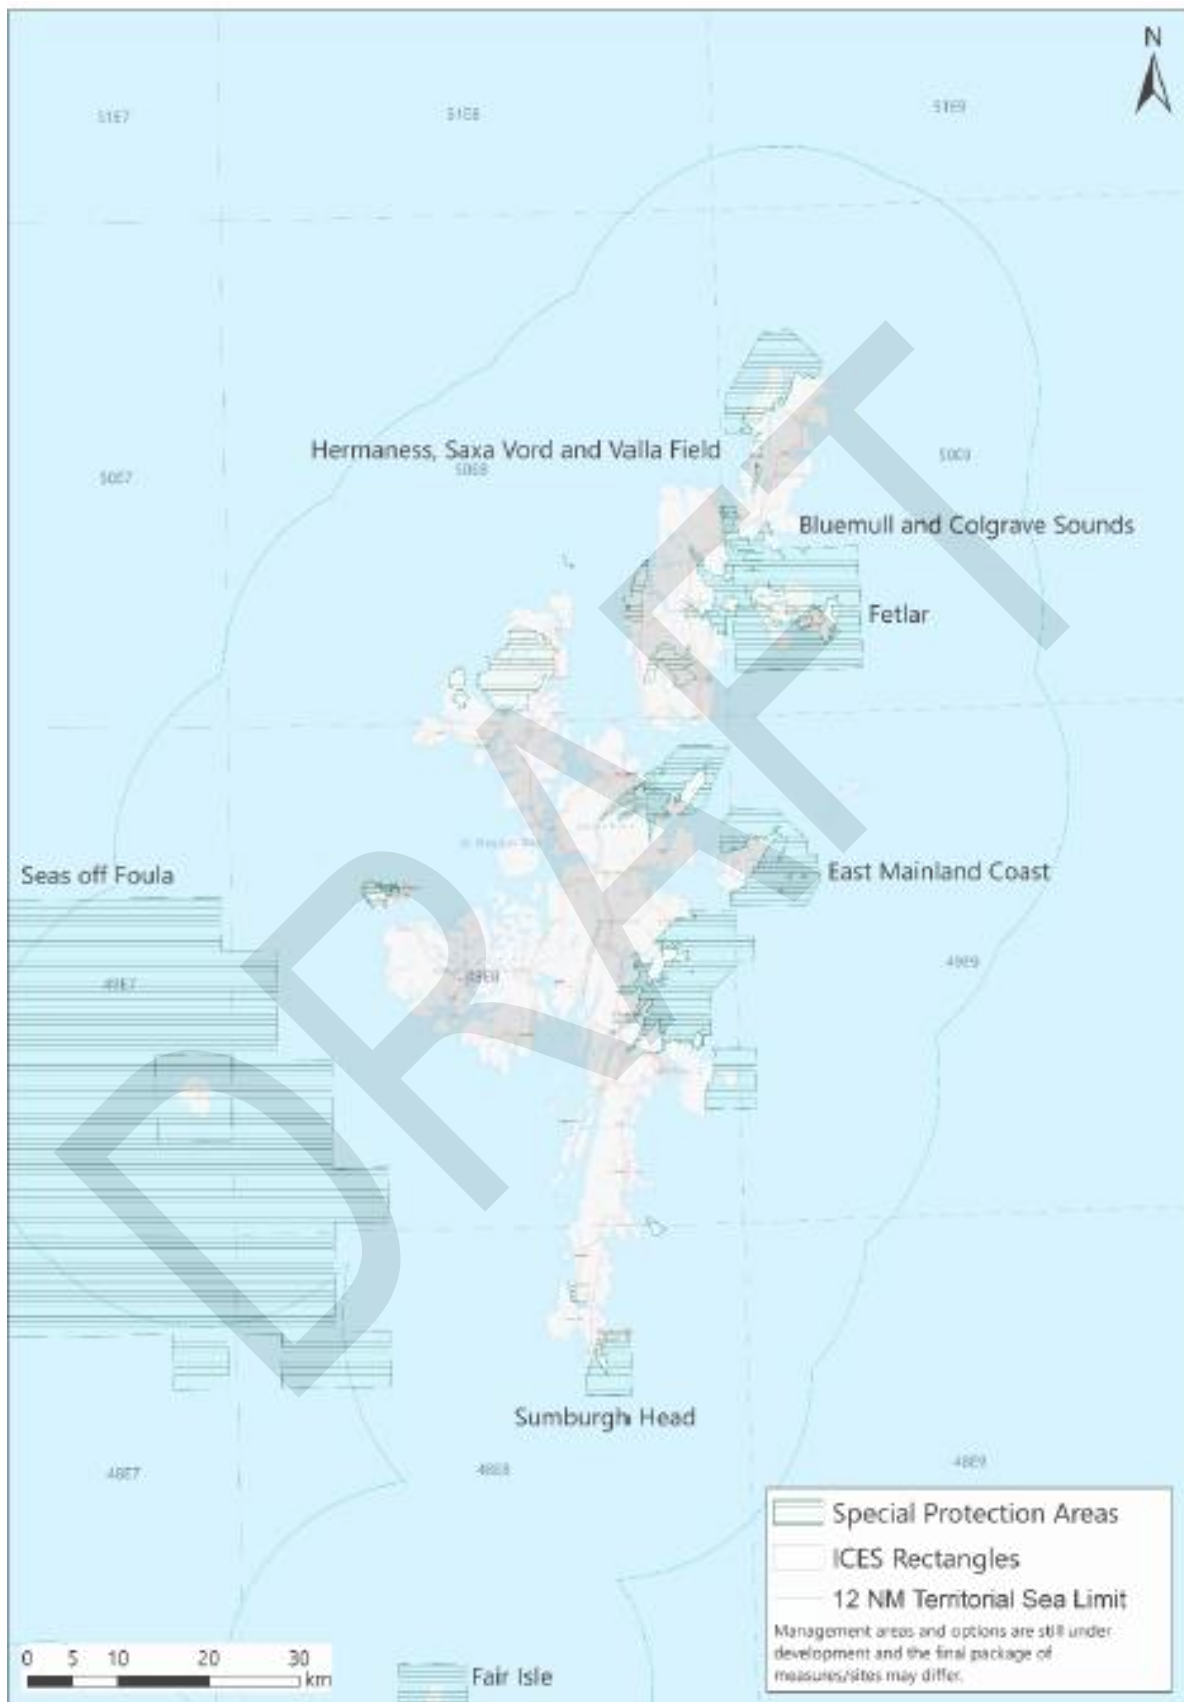 N
51E7
51E8
51E9
Hermaness, Saxa Vord and Valla Field
50E7
50E8
50E9
Bluemull and Colgrave Sounds
Fetlar
Seas off Foula
East Mainland Coast
49E7
49E8
49E9
DRAFT
Sumburgh Head
48E7
48E8
48E9
Special Protection Areas
ICES Rectangles
12 NM Territorial Sea Limit
Management areas and options are still under
development and the final package of
measures/sites may differ.
0 5 10 20 30
km
Fair Isle